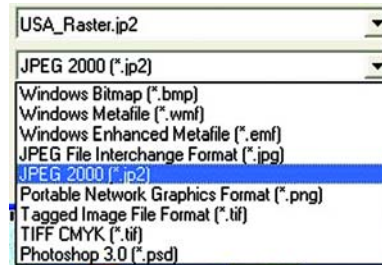 USA_Raster.jp2
JPEG 2000 (*.jp2)
Windows Bitmap (*.bmp)
Windows Metafile (*.wmf)
Windows Enhanced Metafile (*.emf)
JPEG File Interchange Format (*.jpg)
JPEG 2000 (*.jp2)
Portable Network Graphics Format (*.png)
Tagged Image File Format (*.tif)
TIFF CMYK (*.tif)
Photoshop 3.0 (*.psd)